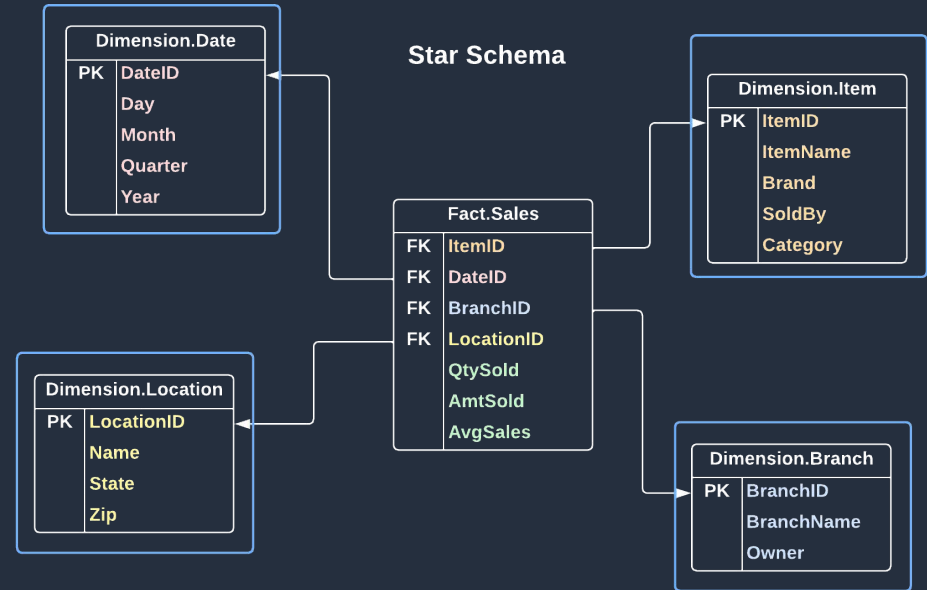 Star Schema
Dimension.Date
PK DateID
Day
Month
Quarter
Year
Dimension.Item
PK ItemID
ItemName
Brand
SoldBy
Category
Fact.Sales
FK ItemID
FK DateID
FK BranchID
FK LocationID
QtySold
AmtSold
AvgSales
Dimension.Location
PK LocationID
Name
State
Zip
Dimension.Branch
PK BranchID
BranchName
Owner